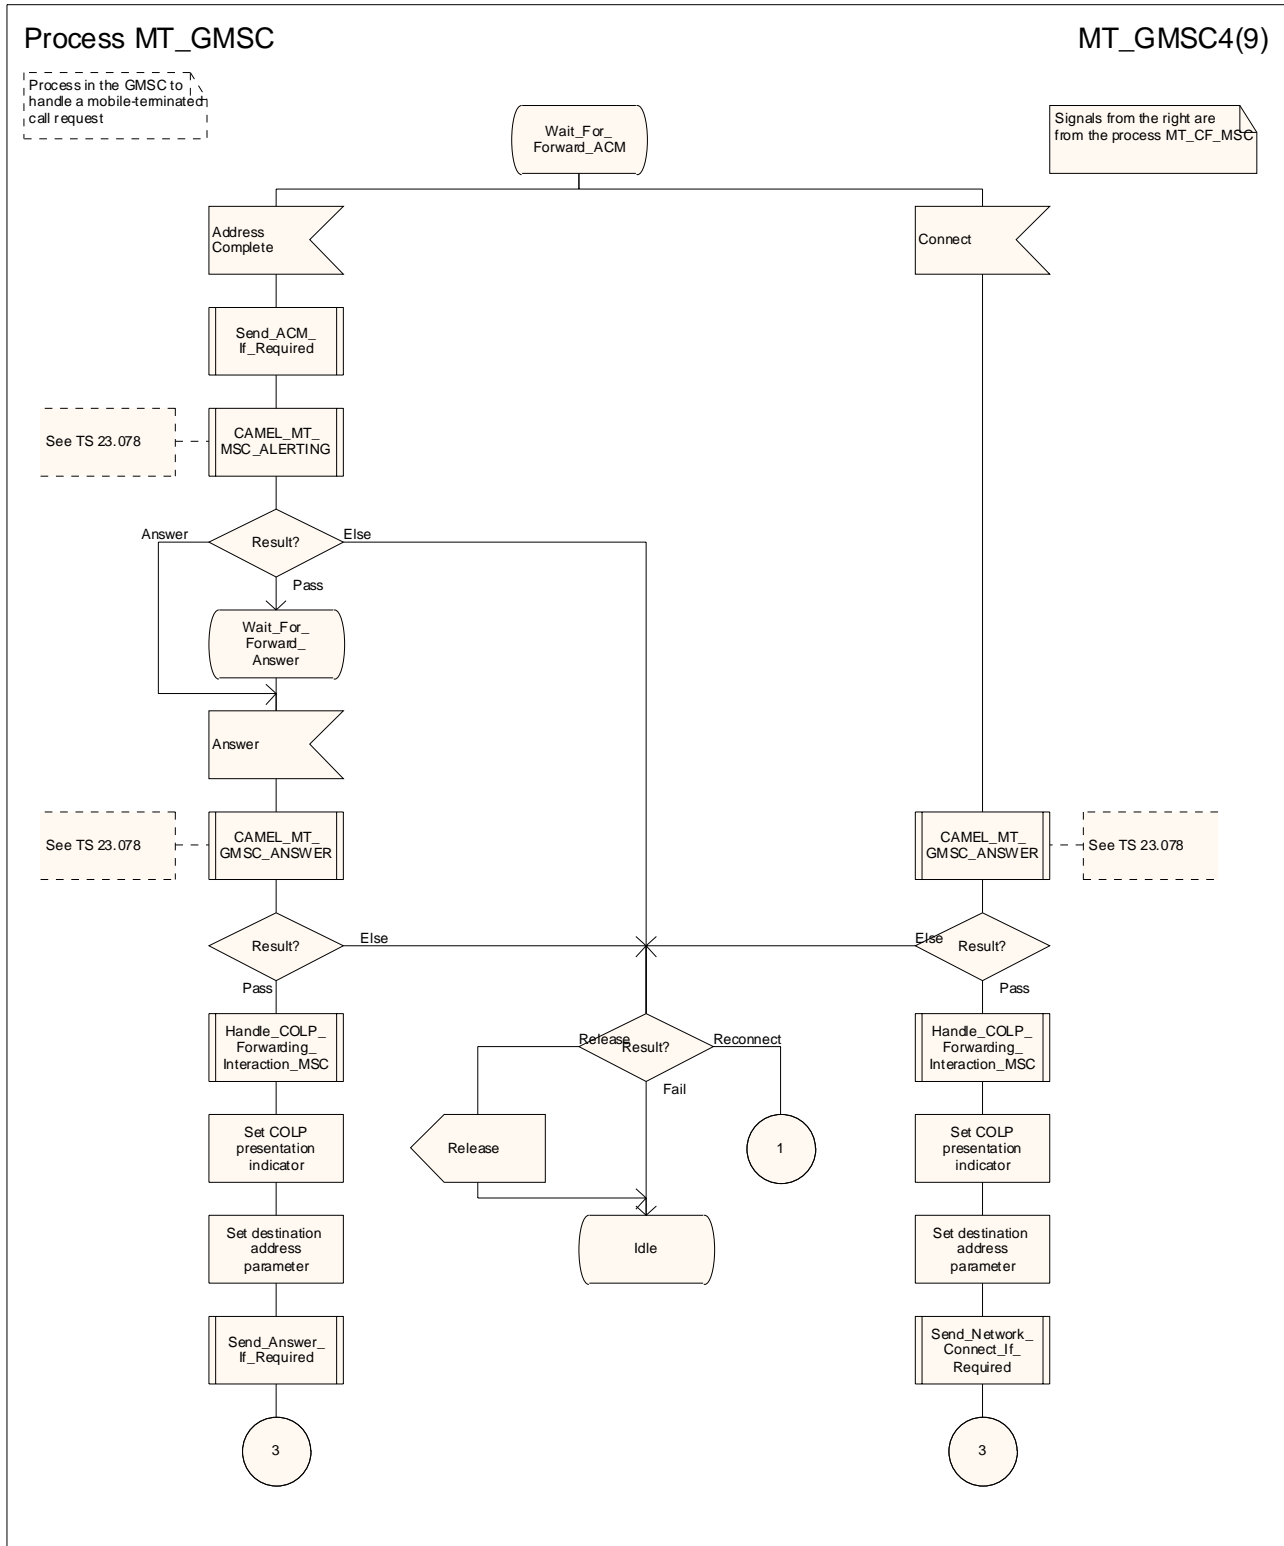 Process MT_GMSC
MT_GMSC4(9)
Process in the GMSC to
handle a mobile-terminated
call request
Signals from the right are
from the process MT_CF_MSC
Wait_For_
Forward_ACM
Address
Complete
Connect
Send_ACM_
If_Required
See TS 23.078
CAMEL_MT_
MSC_ALERTING
Answer
Result?
Else
Pass
Wait_For_
Forward_
Answer
Answer
See TS 23.078
CAMEL_MT_
GMSC_ANSWER
CAMEL_MT_
GMSC_ANSWER
See TS 23.078
Result?
Else
Else
Result?
Pass
Pass
Handle_COLP_
Forwarding_
Interaction_MSC
Release
Result?
Reconnect
Fail
Handle_COLP_
Forwarding_
Interaction_MSC
Set COLP
presentation
indicator
Release
1
Set COLP
presentation
indicator
Set destination
address
parameter
Idle
Set destination
address
parameter
Send_Answer_
If_Required
Send_Network_
Connect_If_
Required
3
3